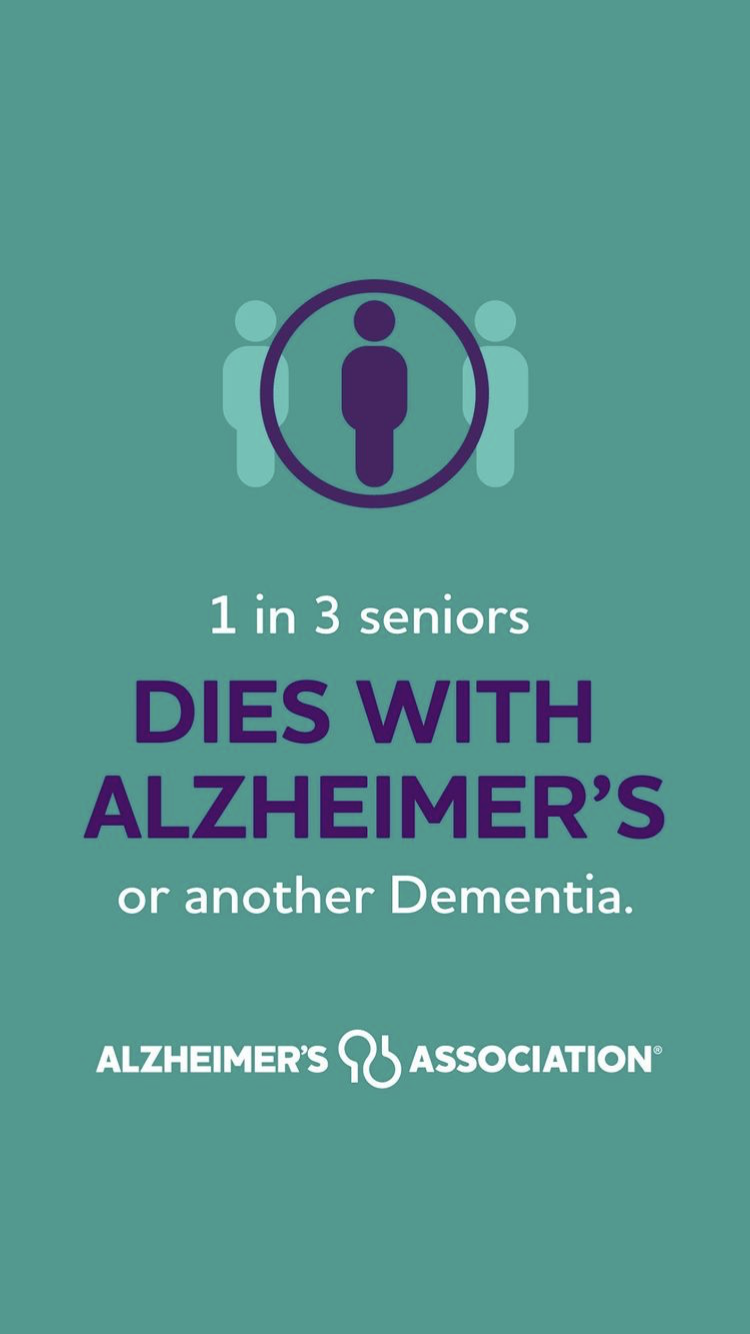 1 in 3 seniors
DIES WITH
ALZHEIMER’S
or another Dementia.
ALZHEIMER’S ASSOCIATION®